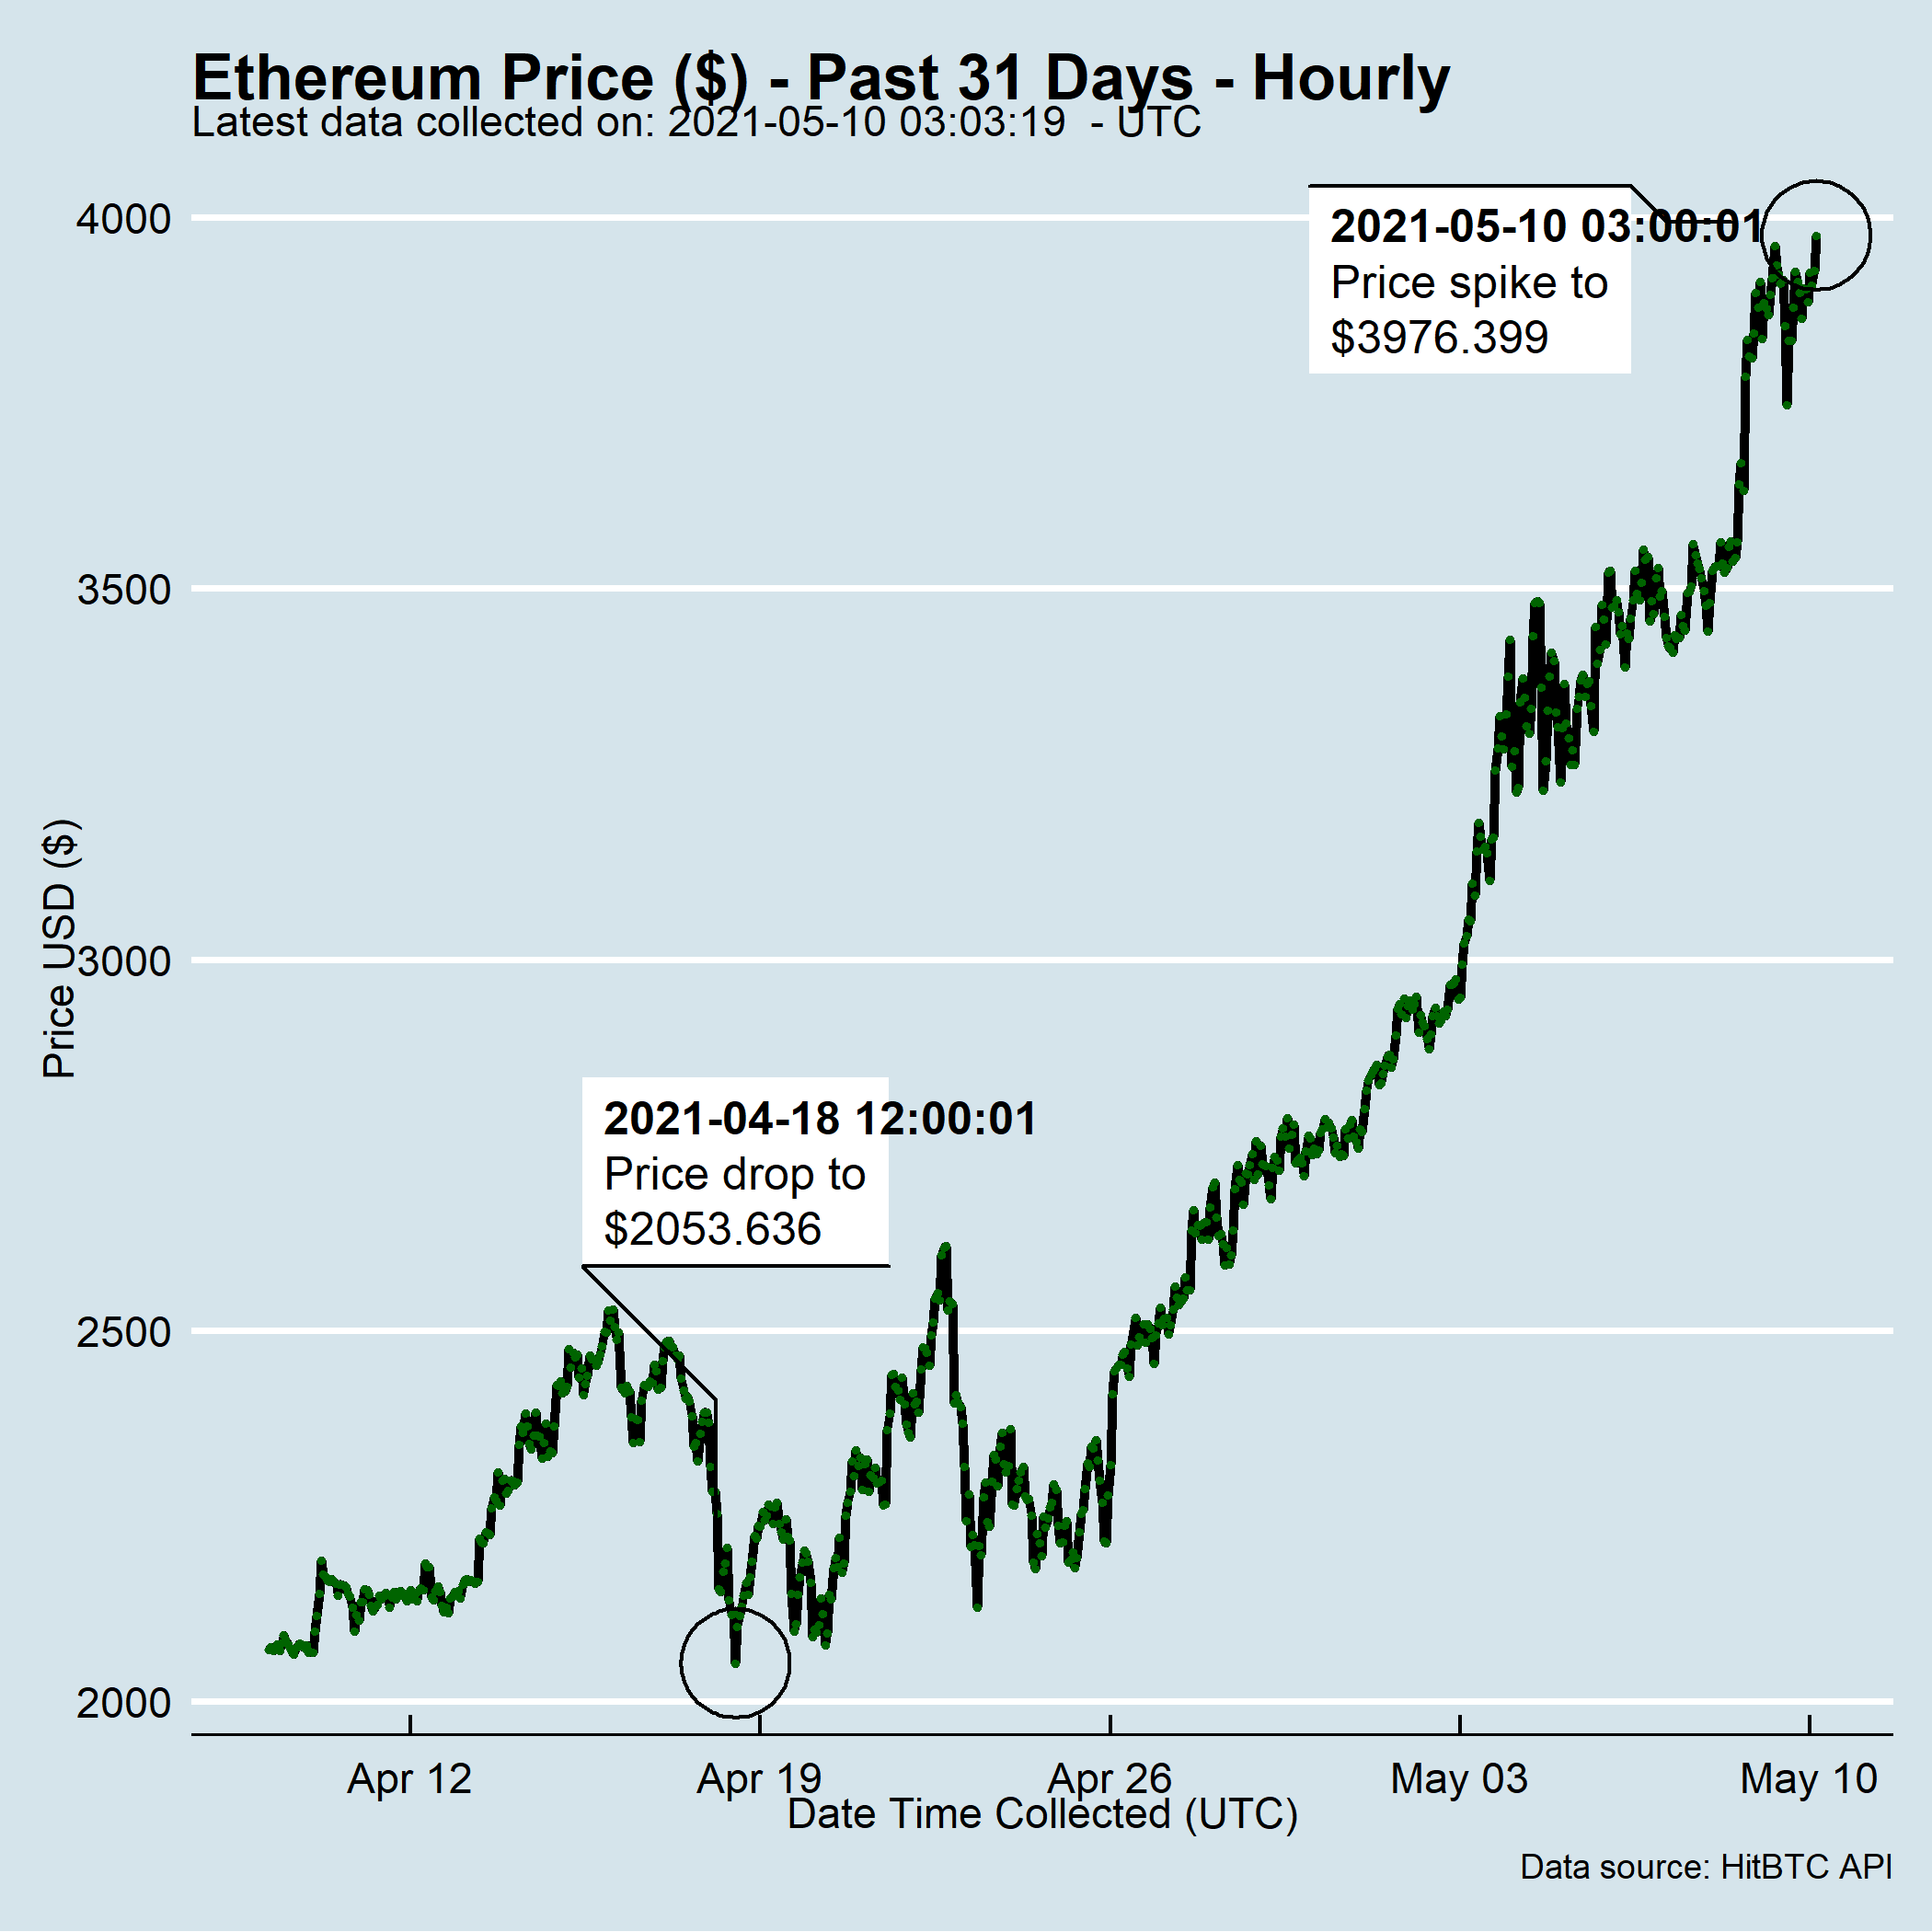 Ethereum Price ($) - Past 31 Days - Hourly
Latest data collected on: 2021-05-10 03:03:19  - UTC
4000
3500
3000
2500
2000
Price USD ($)
2021-05-10 03:00:01
Price spike to
$3976.399
2021-04-18 12:00:01
Price drop to
$2053.636
Apr 12
Apr 19
Apr 26
May 03
May 10
Date Time Collected (UTC)
Data source: HitBTC API